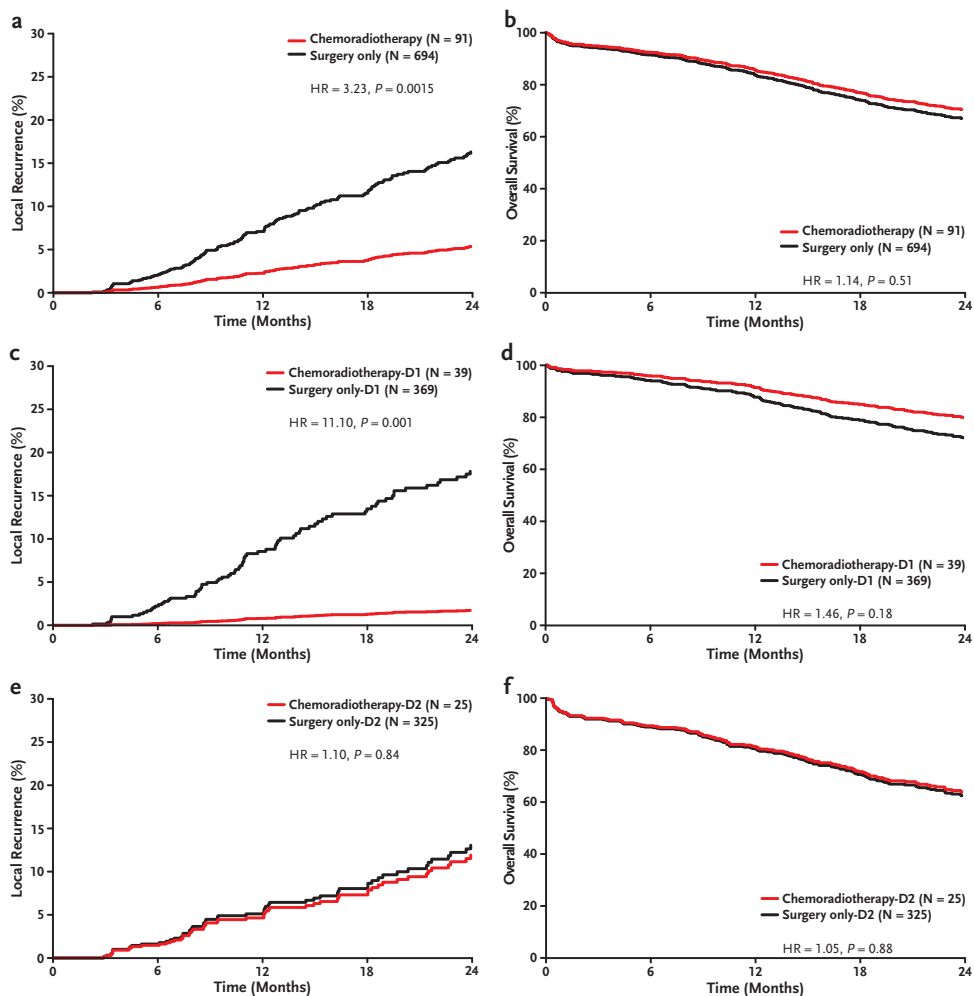 a
30
25
20
15
10
5
0
Local Recurrence (%)
Chemoradiotherapy (N = 91)
Surgery only (N = 694)
HR = 3.23, P = 0.0015
0 6 12 18 24
Time (Months)
b
100
80
60
40
20
0
Overall Survival (%)
Chemoradiotherapy (N = 91)
Surgery only (N = 694)
HR = 1.14, P = 0.51
0 6 12 18 24
Time (Months)
c
30
25
20
15
10
5
0
Local Recurrence (%)
Chemoradiotherapy-D1 (N = 39)
Surgery only-D1 (N = 369)
HR = 11.10, P = 0.001
0 6 12 18 24
Time (Months)
d
100
80
60
40
20
0
Overall Survival (%)
Chemoradiotherapy-D1 (N = 39)
Surgery only-D1 (N = 369)
HR = 1.46, P = 0.18
0 6 12 18 24
Time (Months)
e
30
25
20
15
10
5
0
Local Recurrence (%)
Chemoradiotherapy-D2 (N = 25)
Surgery only-D2 (N = 325)
HR = 1.10, P = 0.84
0 6 12 18 24
Time (Months)
f
100
80
60
40
20
0
Overall Survival (%)
Chemoradiotherapy-D2 (N = 25)
Surgery only-D2 (N = 325)
HR = 1.05, P = 0.88
0 6 12 18 24
Time (Months)